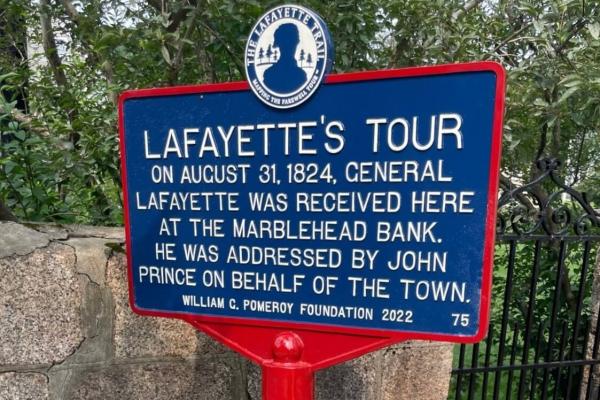 THE LAFAYETTE TRAIL
MAPPING THE FAREWELL TOUR
LAFAYETTE'S TOUR
ON AUGUST 31, 1824, GENERAL
LAFAYETTE WAS RECEIVED HERE
AT THE MARBLEHEAD BANK.
HE WAS ADDRESSED BY JOHN
PRINCE ON BEHALF OF THE TOWN.
WILLIAM G. POMEROY FOUNDATION 2022 75